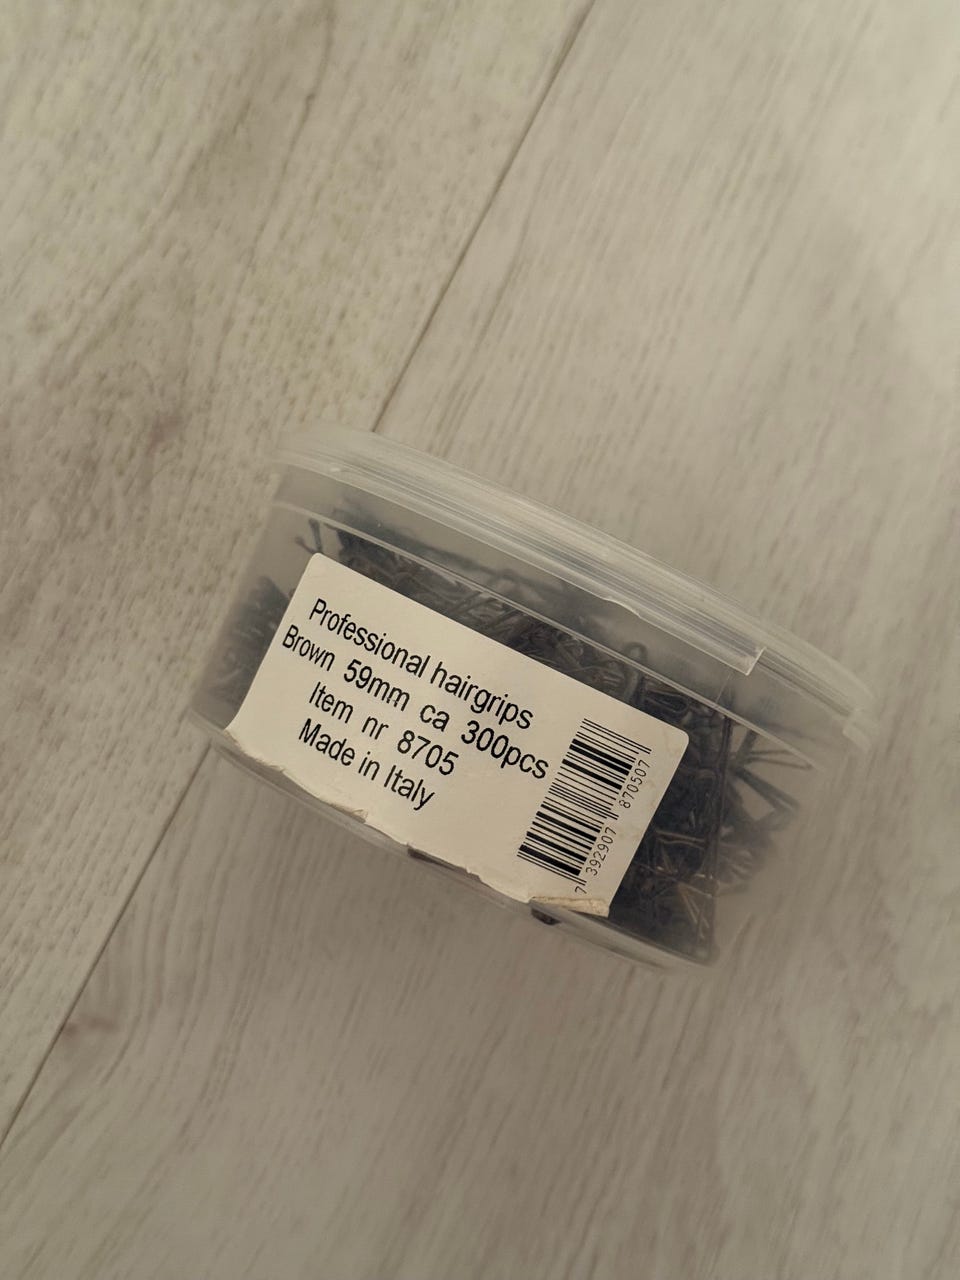 Professional hairgrips
Brown 59mm ca 300pcs
Item nr 8705
Made in Italy
7 392907 870507